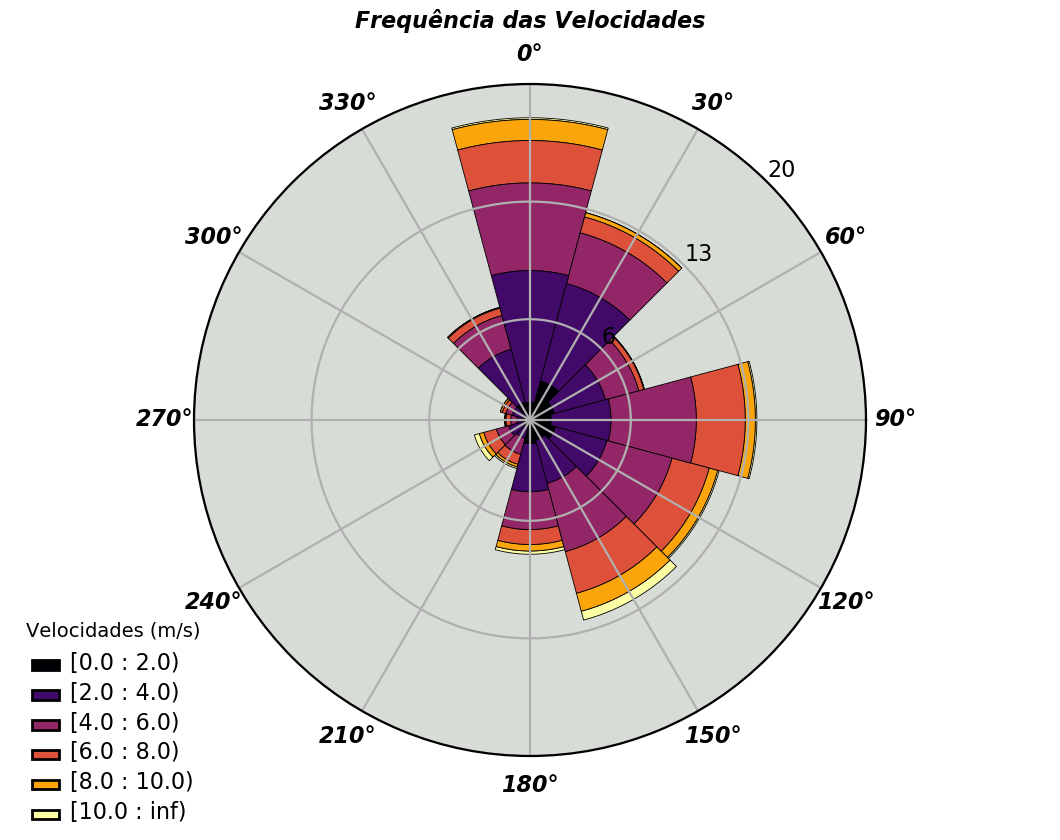 Frequência das Velocidades
0°
330°
30°
20
300°
60°
13
6
270°
90°
240°
120°
210°
150°
180°
Velocidades (m/s)
[0.0 : 2.0)
[2.0 : 4.0)
[4.0 : 6.0)
[6.0 : 8.0)
[8.0 : 10.0)
[10.0 : inf)